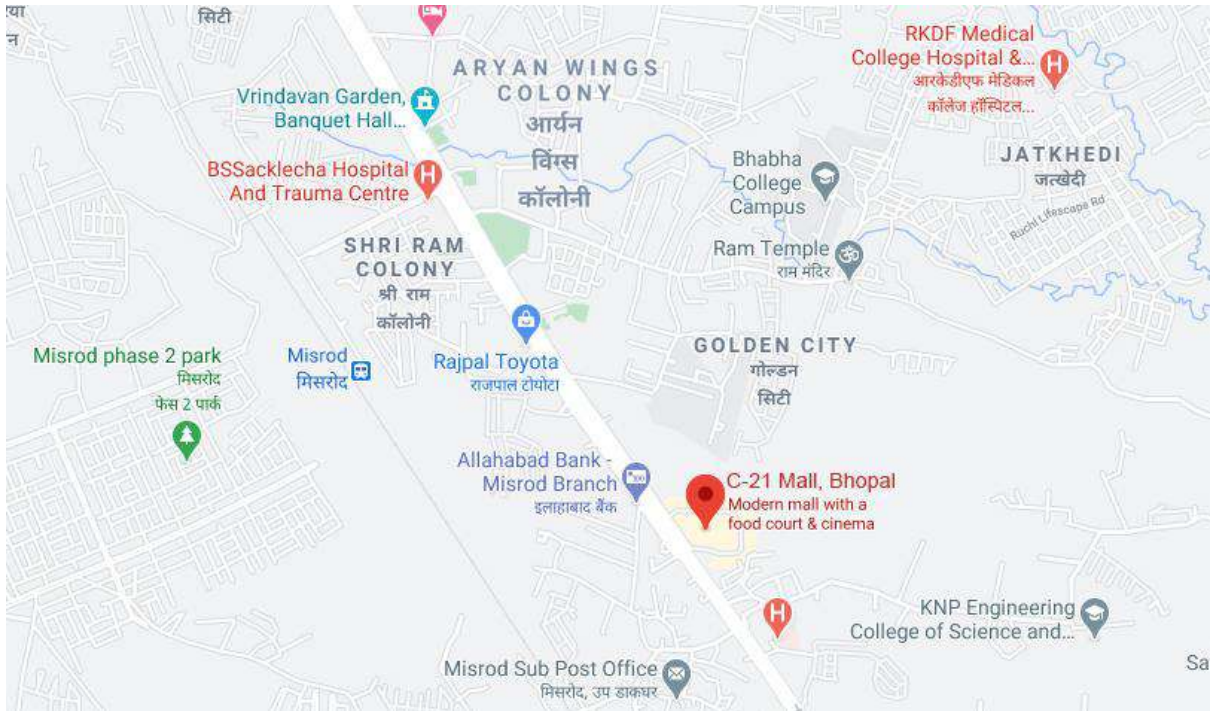 रया
न
सिटी
RKDF Medical
College Hospital &...
आरकेडीएफ मेडिकल
कॉलेज हॉस्पिटल...
ARYAN WINGS
COLONY
आर्यन
विंग्स
कॉलोनी
Vrindavan Garden,
Banquet Hall...
BSSacklecha Hospital
And Trauma Centre
Bhabha
College
Campus
JATKHEDI
जत्खेदी
Ruchi Lifescape Rd
SHRI RAM
COLONY
श्री राम
कॉलोनी
Ram Temple
राम मंदिर
Misrod phase 2 park
मिसरोद
फेस 2 पार्क
Misrod
मिसरोद
Rajpal Toyota
राजपाल टोयोटा
GOLDEN CITY
गोल्डन
सिटी
Allahabad Bank -
Misrod Branch
इलाहाबाद बैंक
C-21 Mall, Bhopal
Modern mall with a
food court & cinema
KNP Engineering
College of Science and...
Misrod Sub Post Office
मिसरोद, उप डाकघर
Sa